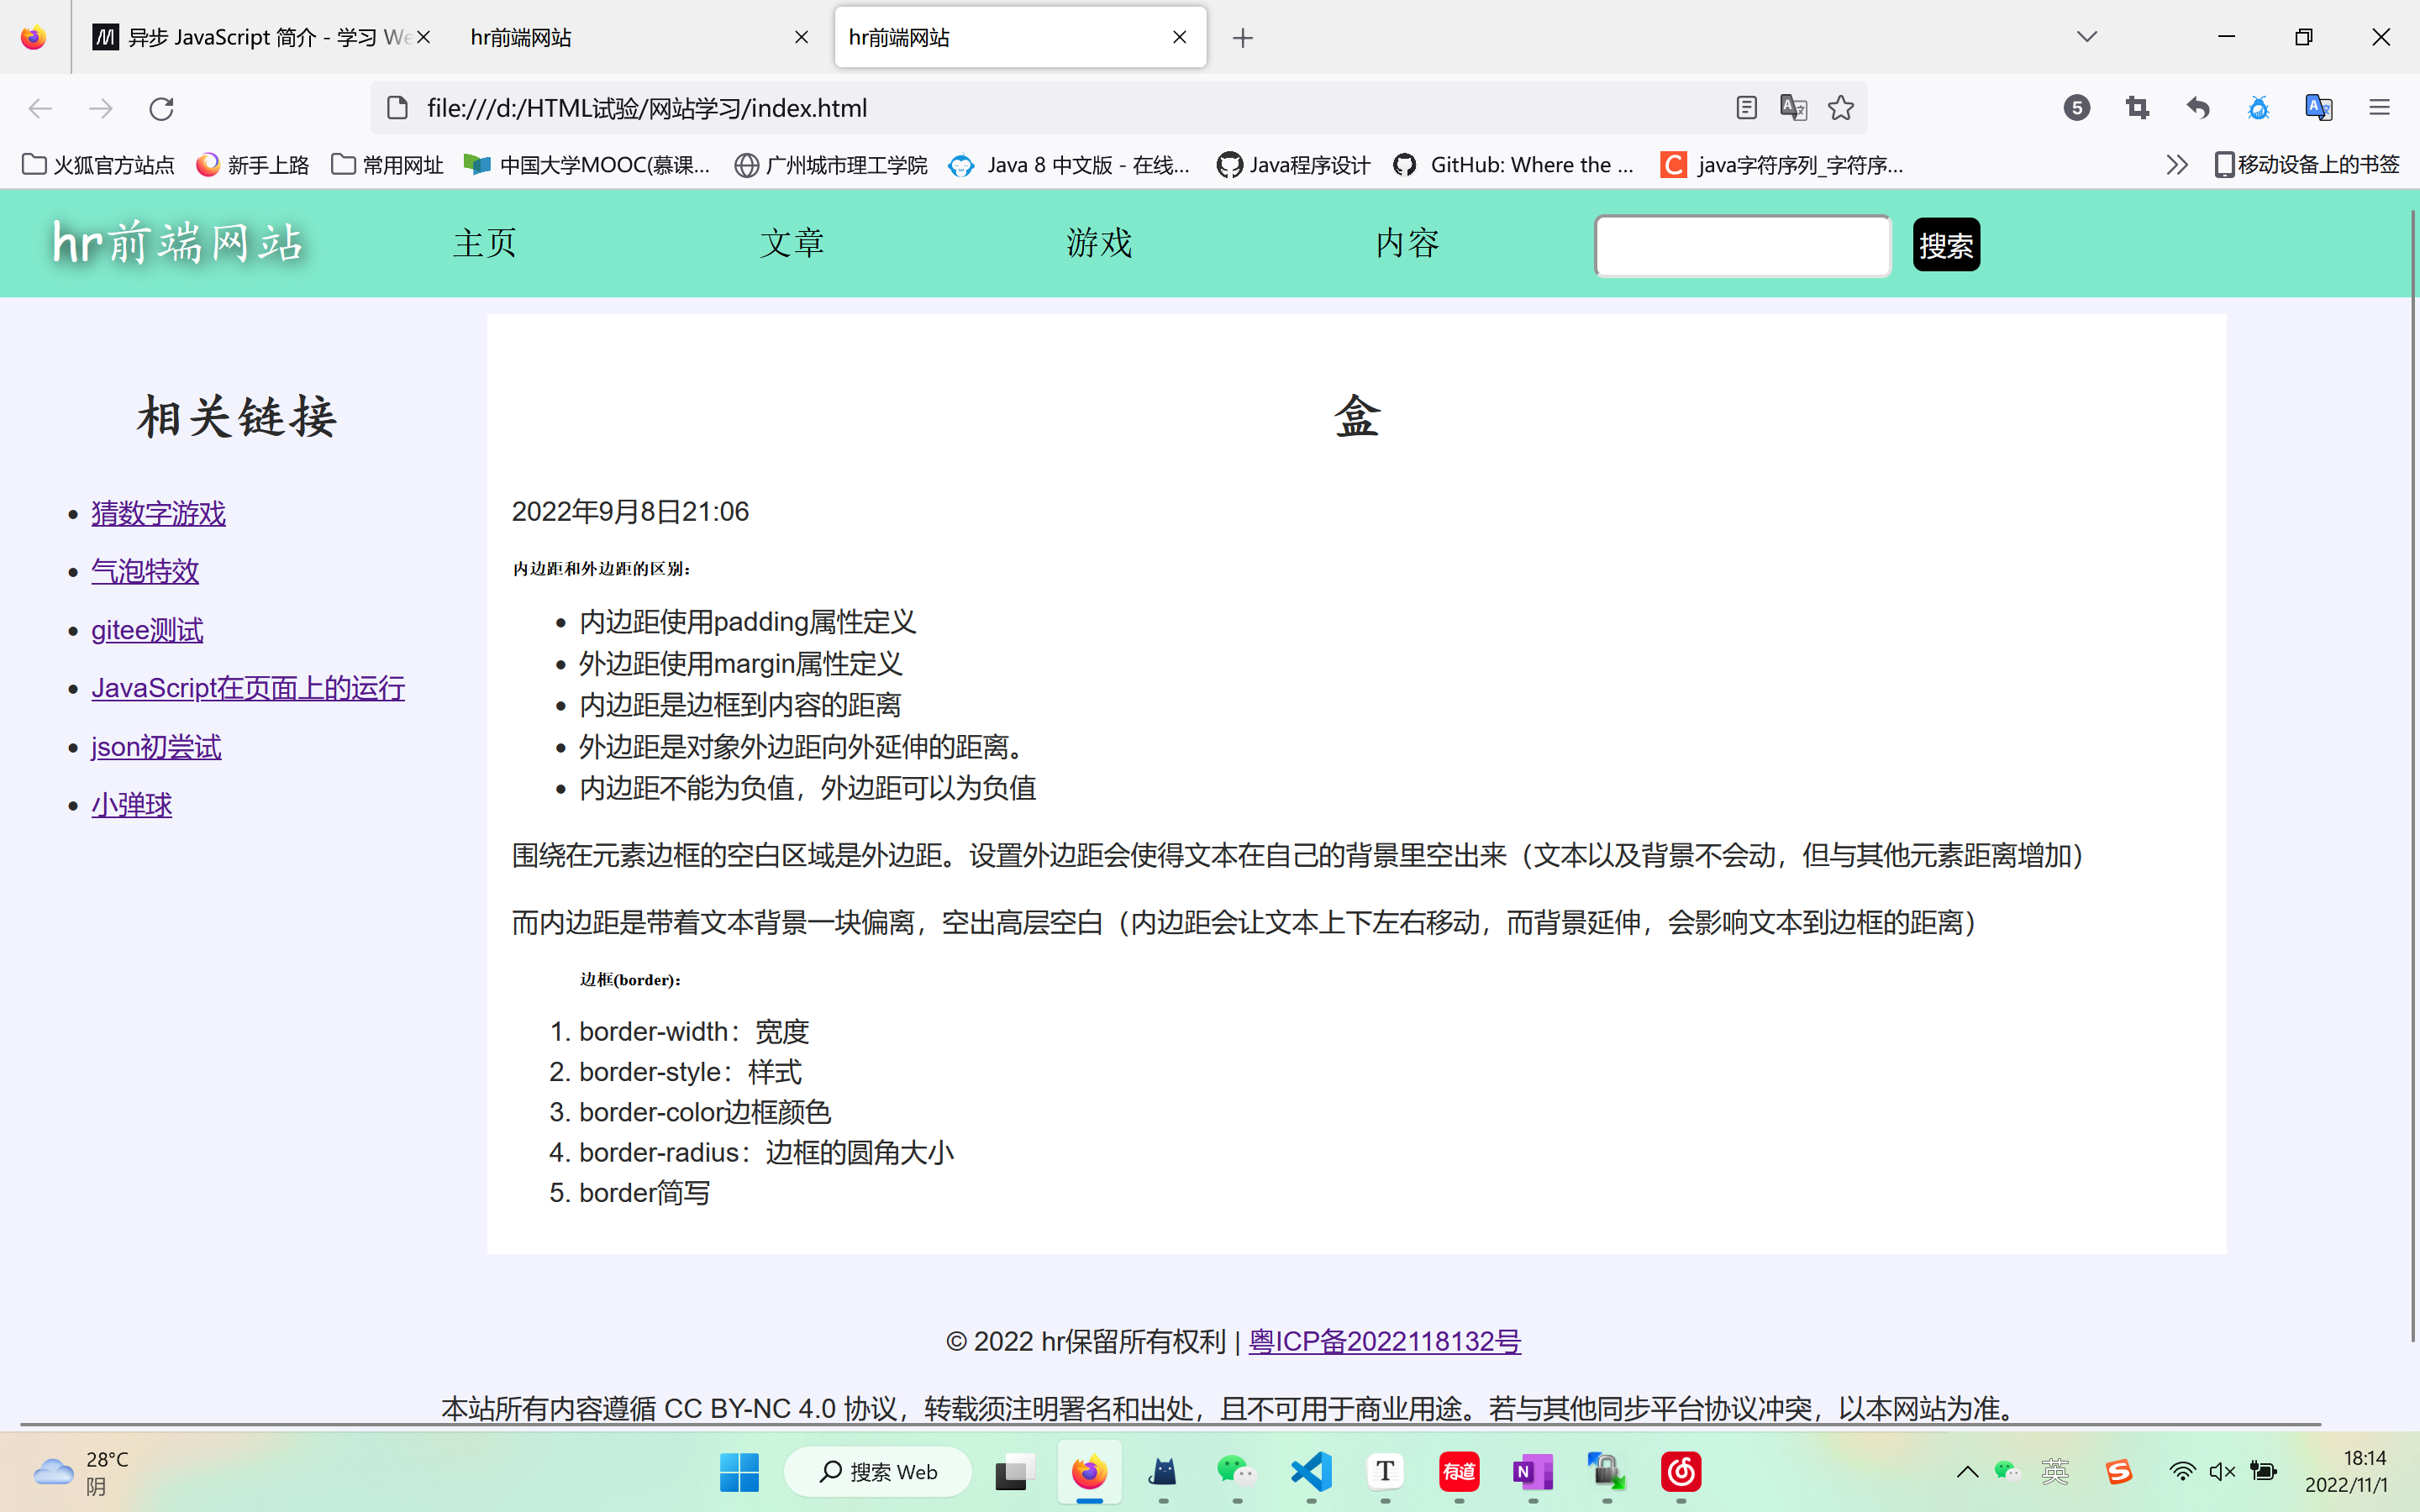 异步 JavaScript 简介 - 学习 We
hr前端网站
hr前端网站
file:///d:/HTML试验/网站学习/index.html
5
火狐官方站点
新手上路
常用网址
中国大学MOOC(慕课...
广州城市理工学院
Java 8 中文版 - 在线...
Java程序设计
GitHub: Where the ...
java字符序列_字符序...
移动设备上的书签
hr前端网站
主页
文章
游戏
内容
搜索
相关链接
猜数字游戏
气泡特效
gitee测试
JavaScript在页面上的运行
json初尝试
小弹球
盒
2022年9月8日21:06
内边距和外边距的区别：
内边距使用padding属性定义
外边距使用margin属性定义
内边距是边框到内容的距离
外边距是对象外边距向外延伸的距离。
内边距不能为负值，外边距可以为负值
围绕在元素边框的空白区域是外边距。设置外边距会使得文本在自己的背景里空出来（文本以及背景不会动，但与其他元素距离增加）
而内边距是带着文本背景一块偏离，空出高层空白（内边距会让文本上下左右移动，而背景延伸，会影响文本到边框的距离）
边框(border)：
1. border-width：宽度
2. border-style：样式
3. border-color边框颜色
4. border-radius：边框的圆角大小
5. border简写
© 2022 hr保留所有权利 | 粤ICP备2022118132号
本站所有内容遵循 CC BY-NC 4.0 协议，转载须注明署名和出处，且不可用于商业用途。若与其他同步平台协议冲突，以本网站为准。
28°C
阴
搜索 Web
T
有道
N
英
18:14
2022/11/1